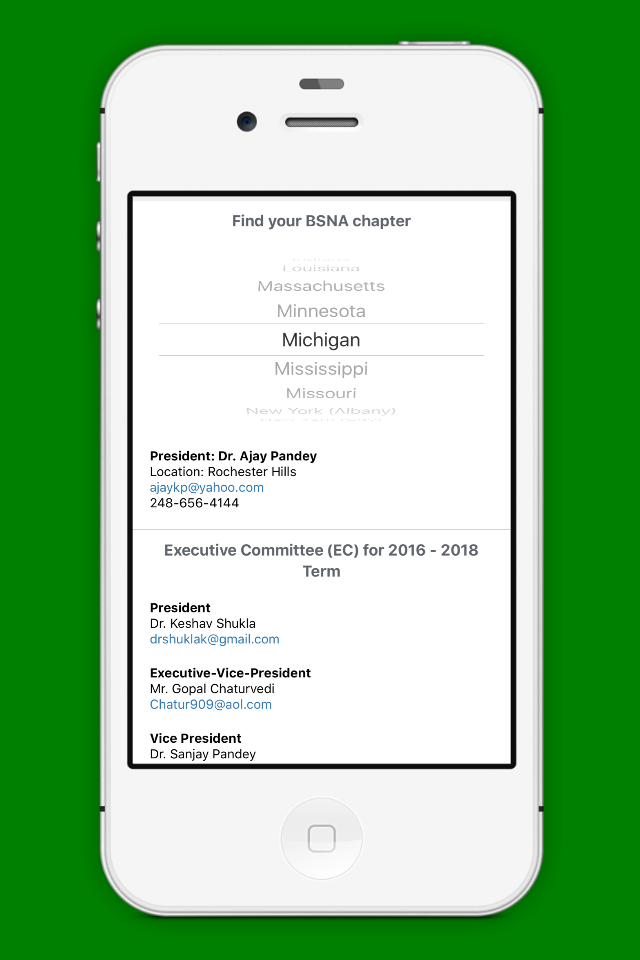 Find your BSNA chapter
Louisiana
Massachusetts
Minnesota
Michigan
Mississippi
Missouri
New York (Albany)
President: Dr. Ajay Pandey
Location: Rochester Hills
ajaykp@yahoo.com
248-656-4144
Executive Committee (EC) for 2016 - 2018
Term
President
Dr. Keshav Shukla
drshuklak@gmail.com
Executive-Vice-President
Mr. Gopal Chaturvedi
Chatur909@aol.com
Vice President
Dr. Sanjay Pandey